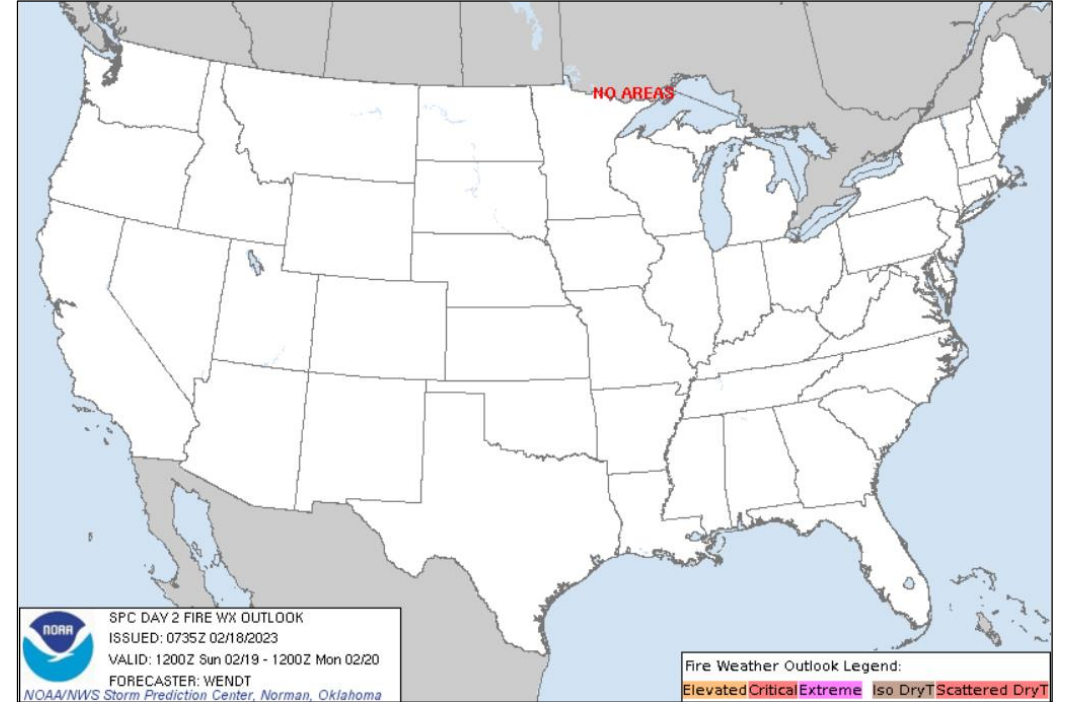 NO AREAS
NOAA
SPC DAY 2 FIRE WX OUTLOOK
ISSUED: 0735Z 02/18/2023
VALID: 1200Z Sun 02/19 - 1200Z Mon 02/20
FORECASTER: WENDT
NOAA/NWS Storm Prediction Center, Norman, Oklahoma
Fire Weather Outlook Legend:
Elevated Critical Extreme Iso DryT Scattered DryT